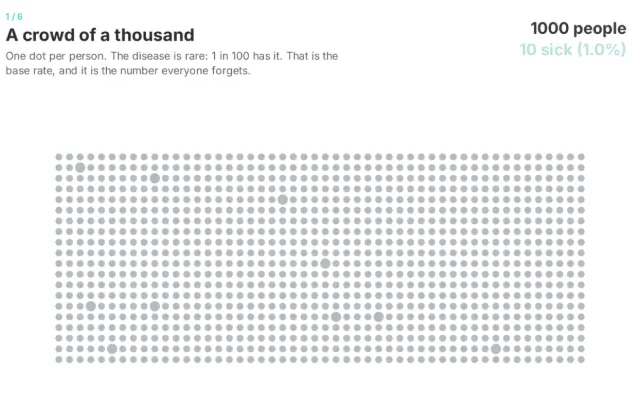 1 / 6
A crowd of a thousand
One dot per person. The disease is rare: 1 in 100 has it. That is the
base rate, and it is the number everyone forgets.
1000 people
10 sick (1.0%)